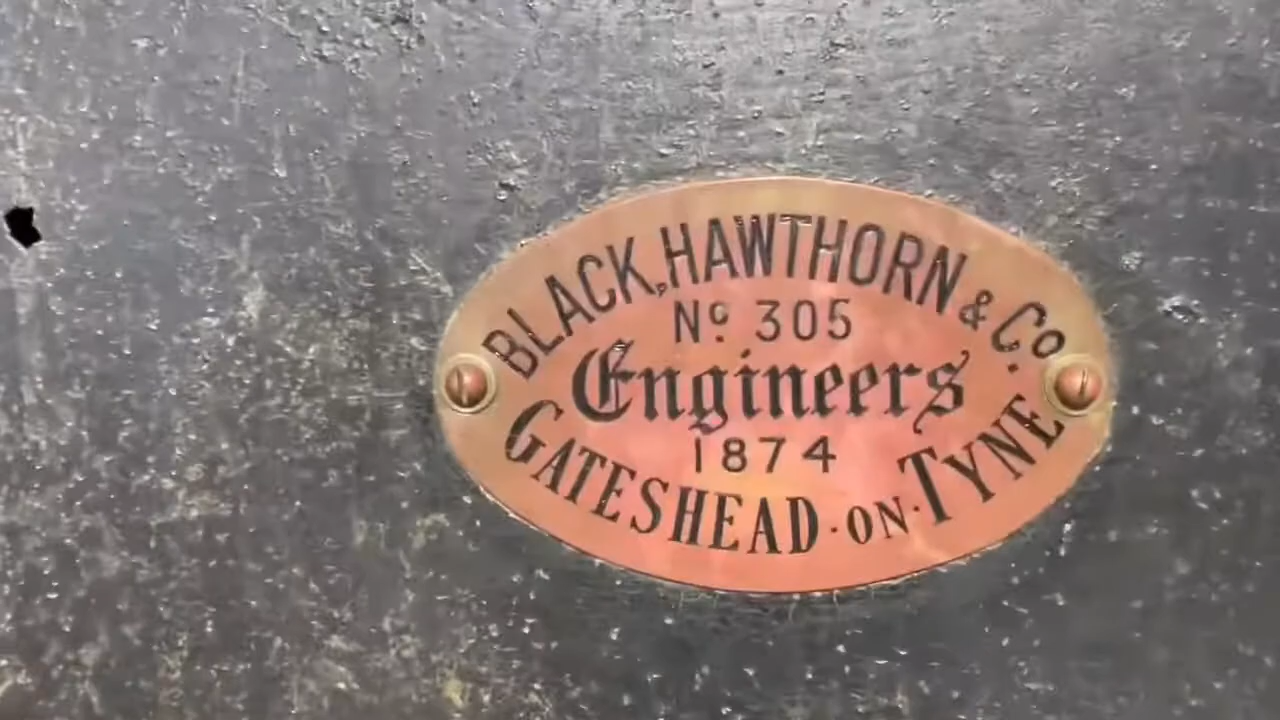 BLACK, HAWTHORN & Co.
No. 305
Engineers
1874
GATESHEAD·ON·TYNE